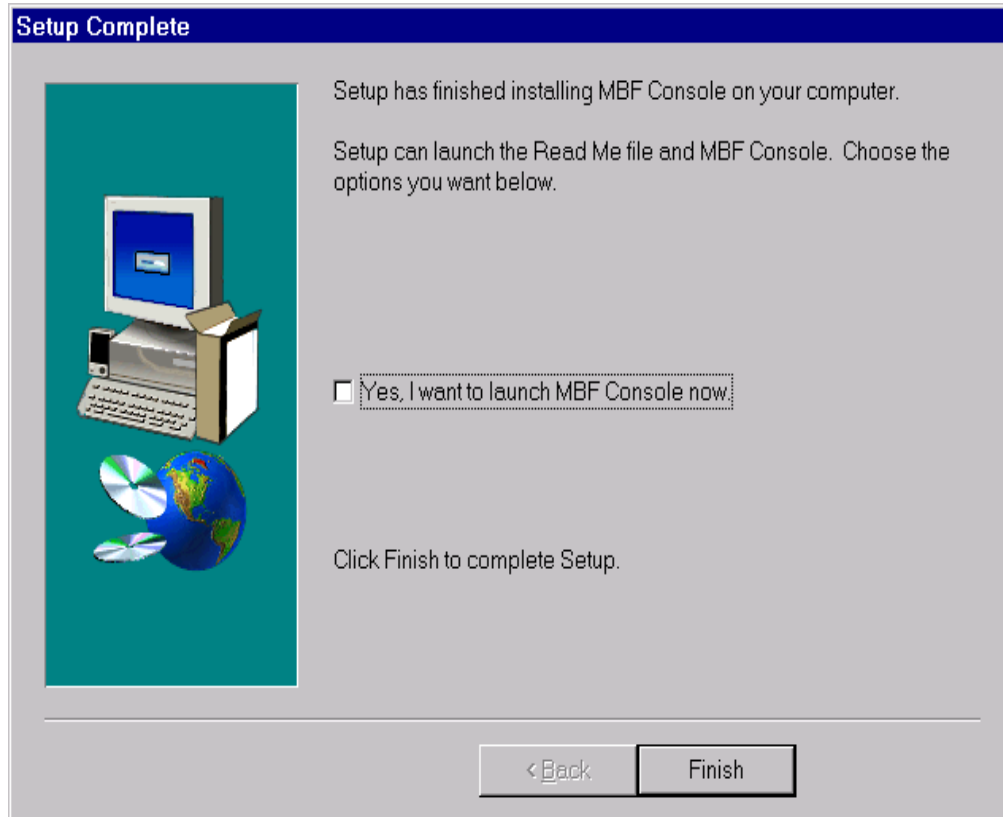 Setup Complete
Setup has finished installing MBF Console on your computer.
Setup can launch the Read Me file and MBF Console.  Choose the
options you want below.
Yes, I want to launch MBF Console now.
Click Finish to complete Setup.
< Back
Finish